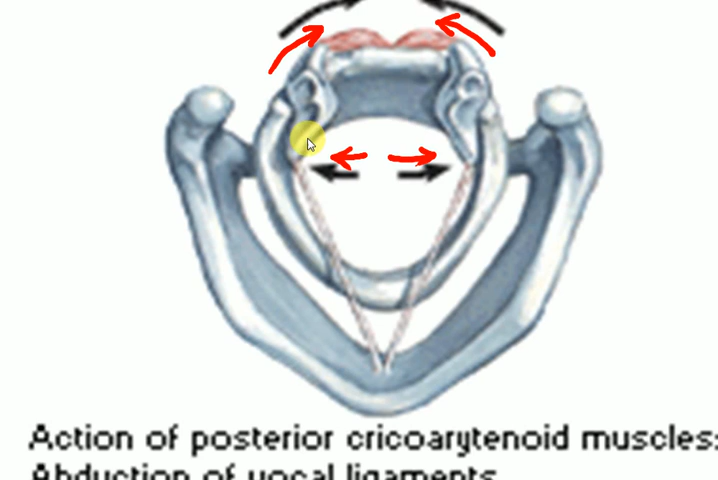 Action of posterior cricoarytenoid muscles:
Abduction of vocal ligaments